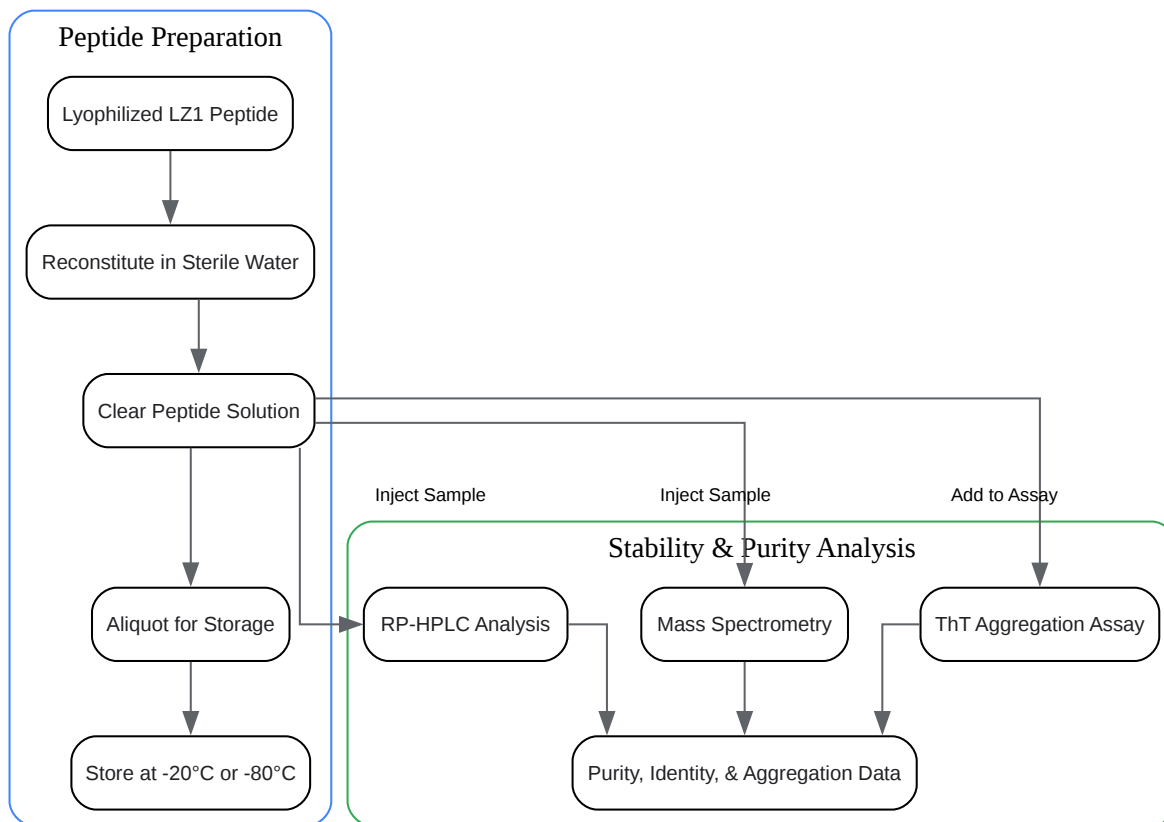 Peptide Preparation
Lyophilized LZ1 Peptide
Reconstitute in Sterile Water
Clear Peptide Solution
Inject Sample
Inject Sample
Add to Assay
Stability & Purity Analysis
Aliquot for Storage
RP-HPLC Analysis
Mass Spectrometry
ThT Aggregation Assay
Store at -20°C or -80°C
Purity, Identity, & Aggregation Data